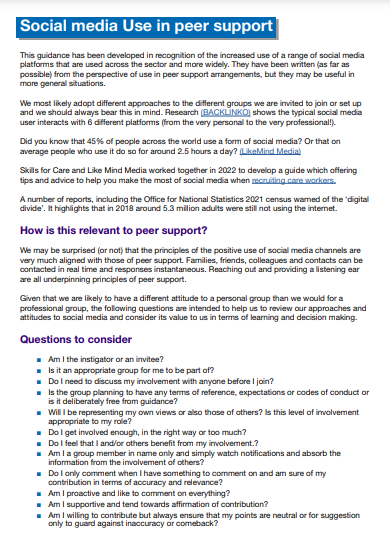 Social media Use in peer support
This guidance has been developed in recognition of the increased use of a range of social media
platforms that are used across the sector and more widely. They have been written (as far as
possible) from the perspective of use in peer support arrangements, but they may be useful in
more general situations.
We most likely adopt different approaches to the different groups we are invited to join or set up
and we should always bear this in mind. Research (BACKLINKO) shows the typical social media
user interacts with 6 different platforms (from the very personal to the very professional!).
Did you know that 45% of people across the world use a form of social media? Or that on
average people who use it do so for around 2.5 hours a day? (LikeMind Media)
Skills for Care and Like Mind Media worked together in 2022 to develop a guide which offering
tips and advice to help you make the most of social media when recruiting care workers.
A number of reports, including the Office for National Statistics 2021 census warned of the ‘digital
divide’. It highlights that in 2018 around 5.3 million adults were still not using the internet.
How is this relevant to peer support?
We may be surprised (or not) that the principles of the positive use of social media channels are
very much aligned with those of peer support. Families, friends, colleagues and contacts can be
contacted in real time and responses instantaneous. Reaching out and providing a listening ear
are all underpinning principles of peer support.
Given that we are likely to have a different attitude to a personal group than we would for a
professional group, the following questions are intended to help us to review our approaches and
attitudes to social media and consider its value to us in terms of learning and decision making.
Questions to consider
▪ Am I the instigator or an invitee?
▪ Is it an appropriate group for me to be part of?
▪ Do I need to discuss my involvement with anyone before I join?
▪ Is the group planning to have any terms of reference, expectations or codes of conduct or
is it deliberately free from guidance?
▪ Will I be representing my own views or also those of others? Is this level of involvement
appropriate to my role?
▪ Do I get involved enough, in the right way or too much?
▪ Do I feel that I and/or others benefit from my involvement.?
▪ Am I a group member in name only and simply watch notifications and absorb the
information from the involvement of others?
▪ Do I only comment when I have something to comment on and am sure of my
contribution in terms of accuracy and relevance?
▪ Am I proactive and like to comment on everything?
▪ Am I supportive and tend towards affirmation of contribution?
▪ Am I willing to contribute but always ensure that my points are neutral or for suggestion
only to guard against inaccuracy or comeback?